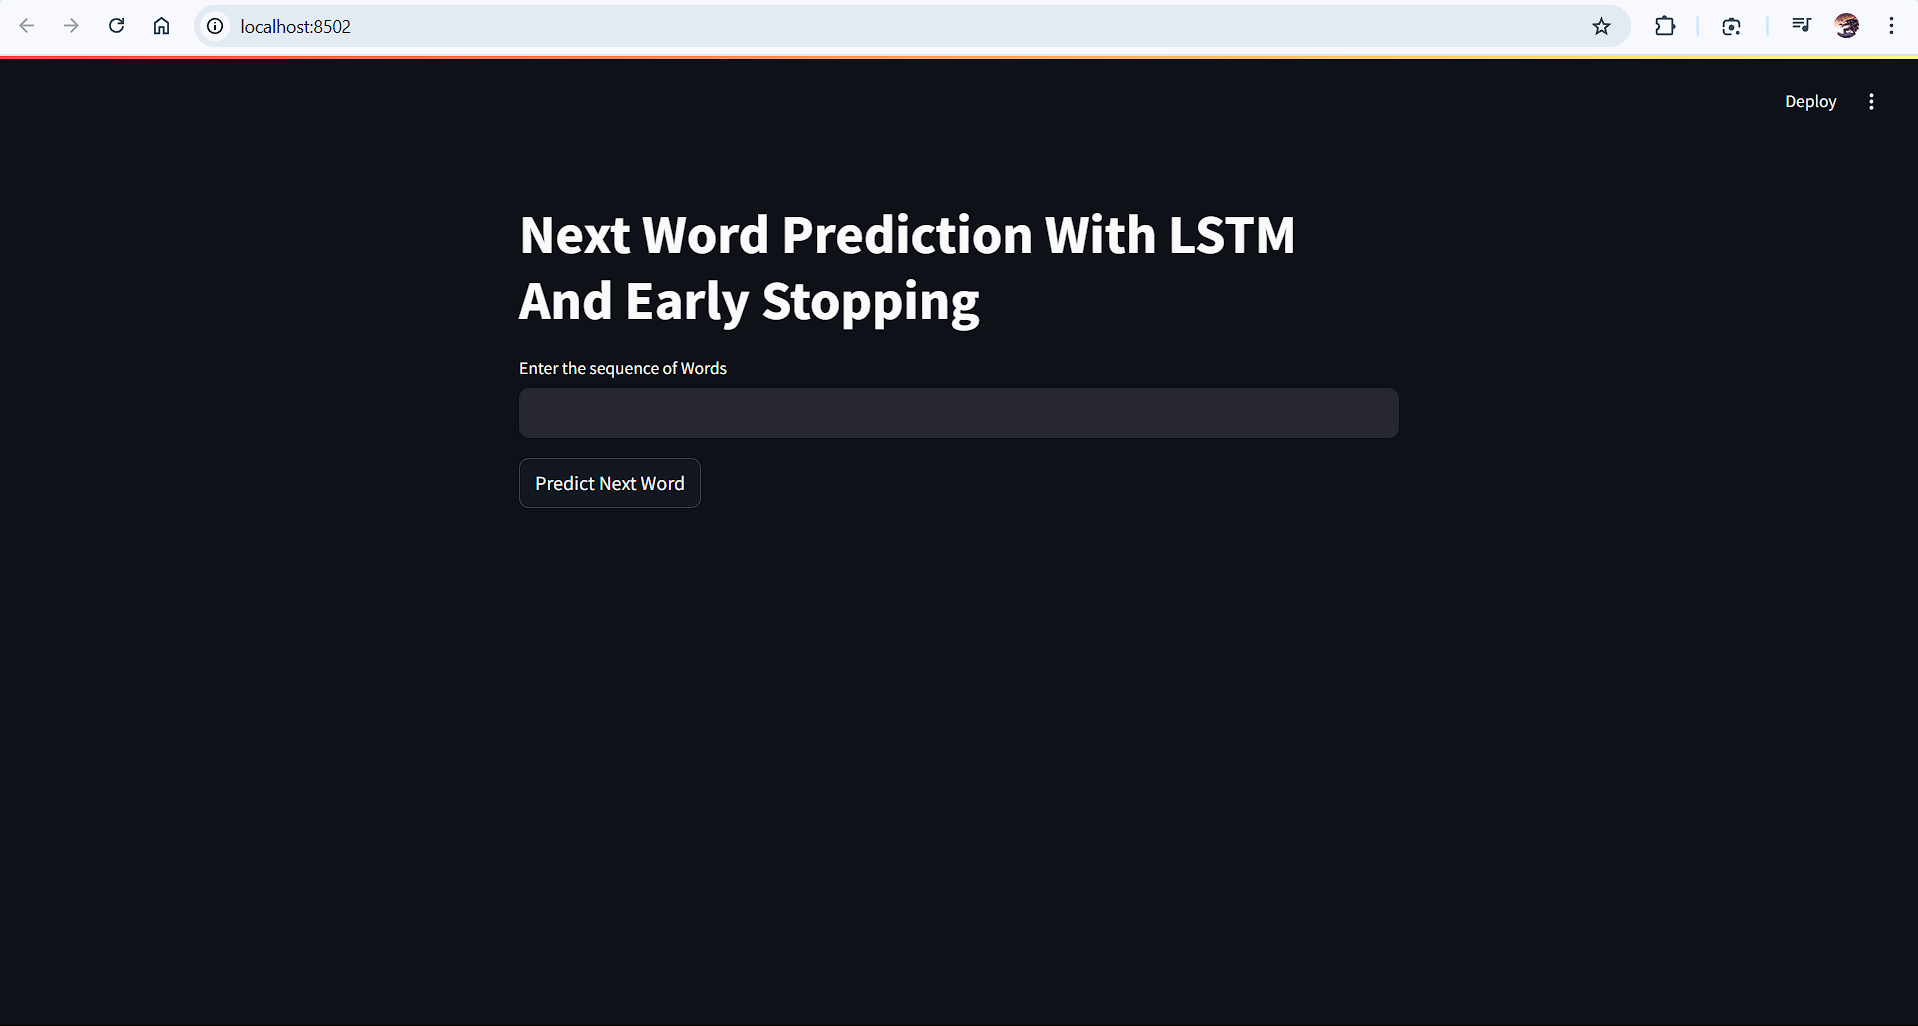 localhost:8502
Deploy
Next Word Prediction With LSTM
And Early Stopping
Enter the sequence of Words
Predict Next Word